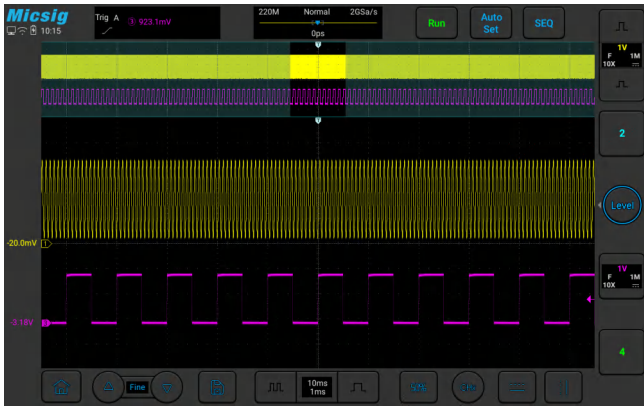 Micsig
10:15
Trig A
3 923.1mV
220M Normal 2GSa/s
0ps
Run
Auto Set
SEQ
T
1V
F 1M
10X
2
T
Level
-20.0mV 1
1V
F 1M
10X
-3.18V
4
Fine
10ms
1ms